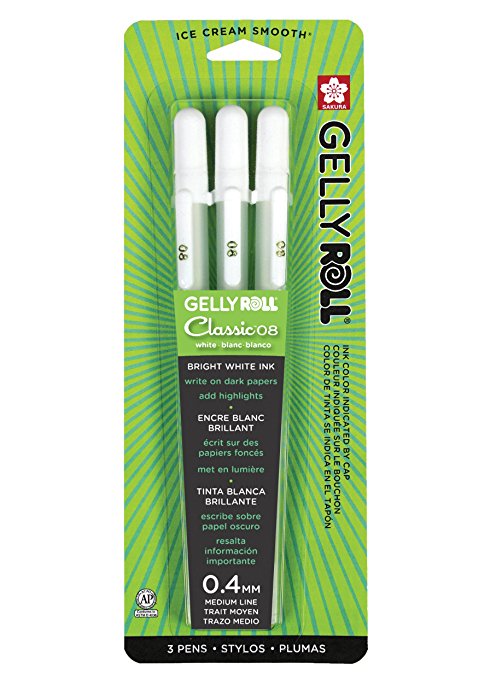 ICE CREAM SMOOTH®
SAKURA
GELLY ROLL®
INK COLOR INDICATED BY CAP
COULEUR INDIQUÉE SUR LE BOUCHON
COLOR DE TINTA SE INDICA EN EL TAPÓN
08
08
08
GELLY ROLL®
Classic® 08
white · blanc · blanco
BRIGHT WHITE INK
write on dark papers
add highlights
•
ENCRE BLANC
BRILLANT
écrit sur des
papiers foncés
met en lumière
•
TINTA BLANCA
BRILLANTE
escribe sobre
papel oscuro
resalta
información
importante
0.4MM
MEDIUM LINE
TRAIT MOYEN
TRAZO MEDIO
AP
3 PENS • STYLOS • PLUMAS